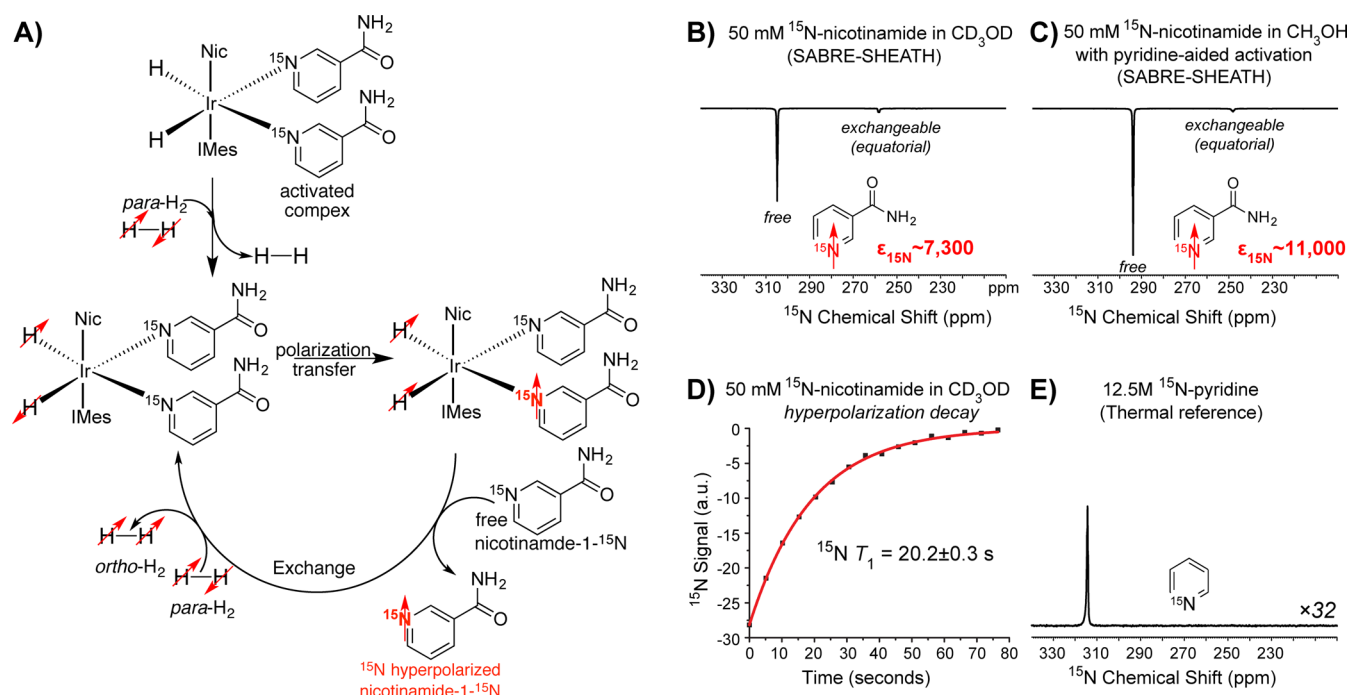 A)
Nic
H
H
Ir
IMes
15N
15N
NH2
O
NH2
O
activated
compex
para-H2
H—H
H—H
Nic
H
H
Ir
IMes
15N
15N
NH2
O
NH2
O
polarization
transfer
Nic
H
H
Ir
IMes
15N
15N
NH2
O
NH2
O
15N
NH2
O
free
nicotinamde-1-15N
Exchange
H—H
ortho-H2
H—H
para-H2
15N
NH2
O
15N hyperpolarized
nicotinamide-1-15N
B)
50 mM 15N-nicotinamide in CD3OD
(SABRE-SHEATH)
exchangeable
(equatorial)
free
O
NH2
15N
ε15N~7,300
330 310 290 270 250 230 ppm
15N Chemical Shift (ppm)
C)
50 mM 15N-nicotinamide in CH3OH
with pyridine-aided activation
(SABRE-SHEATH)
exchangeable
(equatorial)
free
O
NH2
15N
ε15N~11,000
330 310 290 270 250 230
15N Chemical Shift (ppm)
D)
50 mM 15N-nicotinamide in CD3OD
hyperpolarization decay
15N Signal (a.u.)
0
-5
-10
-15
-20
-25
-30
15N T1 = 20.2±0.3 s
0 20 40 60 80
Time (seconds)
E)
12.5M 15N-pyridine
(Thermal reference)
15N
×32
330 310 290 270 250 230
15N Chemical Shift (ppm)